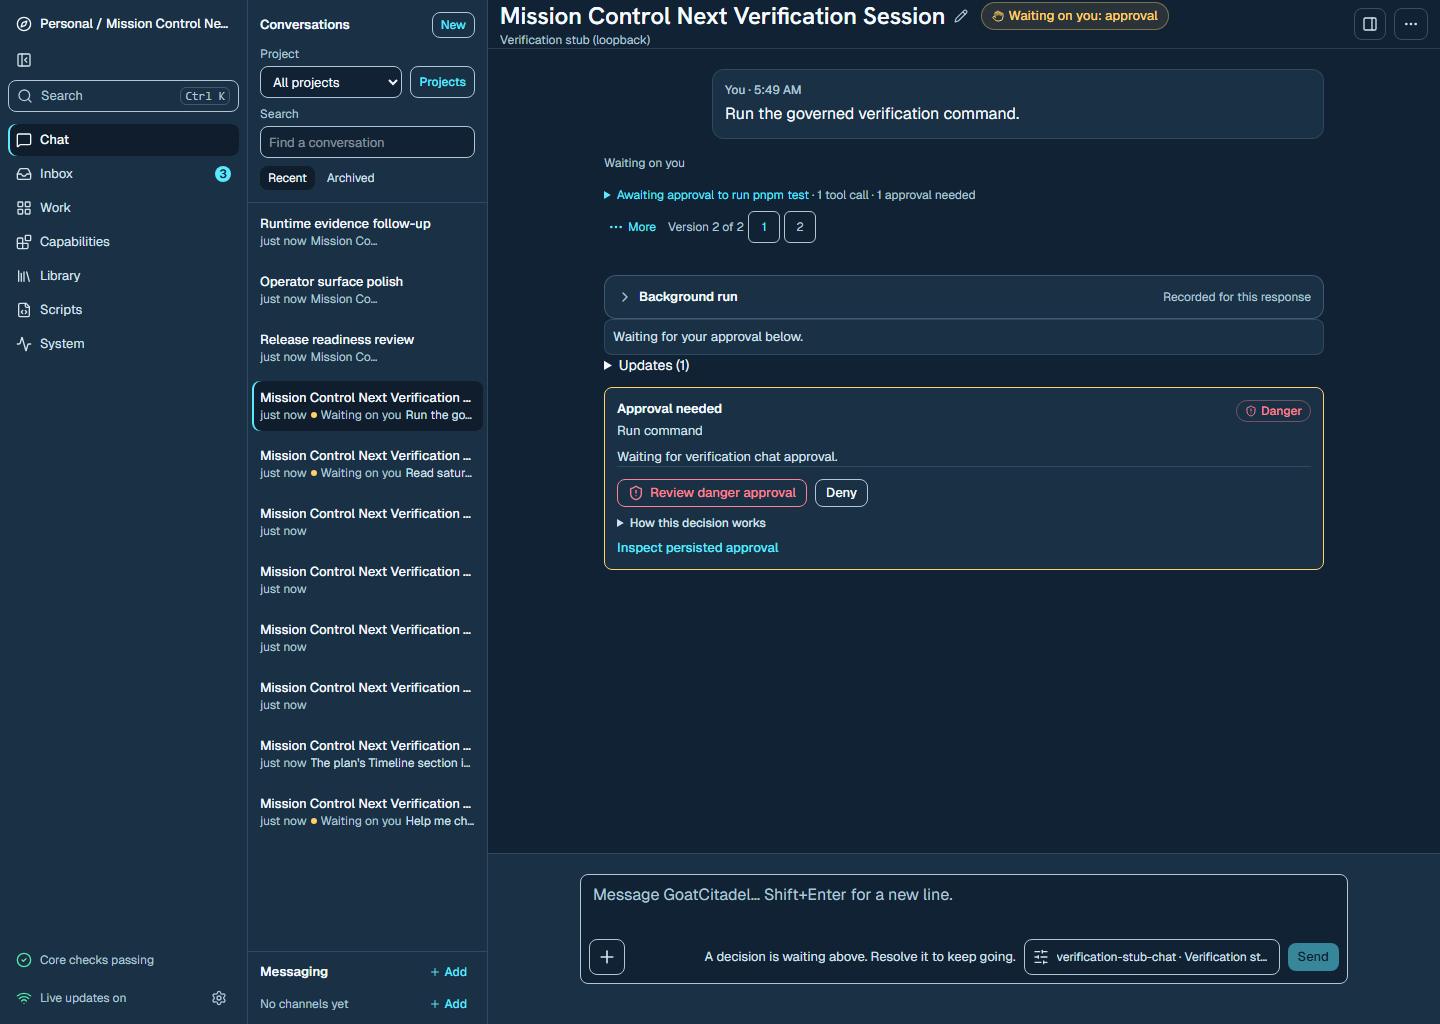 Personal / Mission Control Ne...
Search
Ctrl K
Chat
Inbox
3
Work
Capabilities
Library
Scripts
System
Core checks passing
Live updates on
Conversations
New
Project
All projects
Projects
Search
Find a conversation
Recent
Archived
Runtime evidence follow-up
just now Mission Co...
Operator surface polish
just now Mission Co...
Release readiness review
just now Mission Co...
Mission Control Next Verification ...
just now Waiting on you Run the go...
Mission Control Next Verification ...
just now Waiting on you Read satur...
Mission Control Next Verification ...
just now
Mission Control Next Verification ...
just now
Mission Control Next Verification ...
just now
Mission Control Next Verification ...
just now
Mission Control Next Verification ...
just now The plan's Timeline section i...
Mission Control Next Verification ...
just now Waiting on you Help me ch...
Messaging
+ Add
No channels yet
+ Add
Mission Control Next Verification Session
Waiting on you: approval
Verification stub (loopback)
You · 5:49 AM
Run the governed verification command.
Waiting on you
Awaiting approval to run pnpm test · 1 tool call · 1 approval needed
More
Version 2 of 2
1
2
Background run
Recorded for this response
Waiting for your approval below.
Updates (1)
Approval needed
Danger
Run command
Waiting for verification chat approval.
Review danger approval
Deny
How this decision works
Inspect persisted approval
Message GoatCitadel... Shift+Enter for a new line.
A decision is waiting above. Resolve it to keep going.
verification-stub-chat · Verification st...
Send